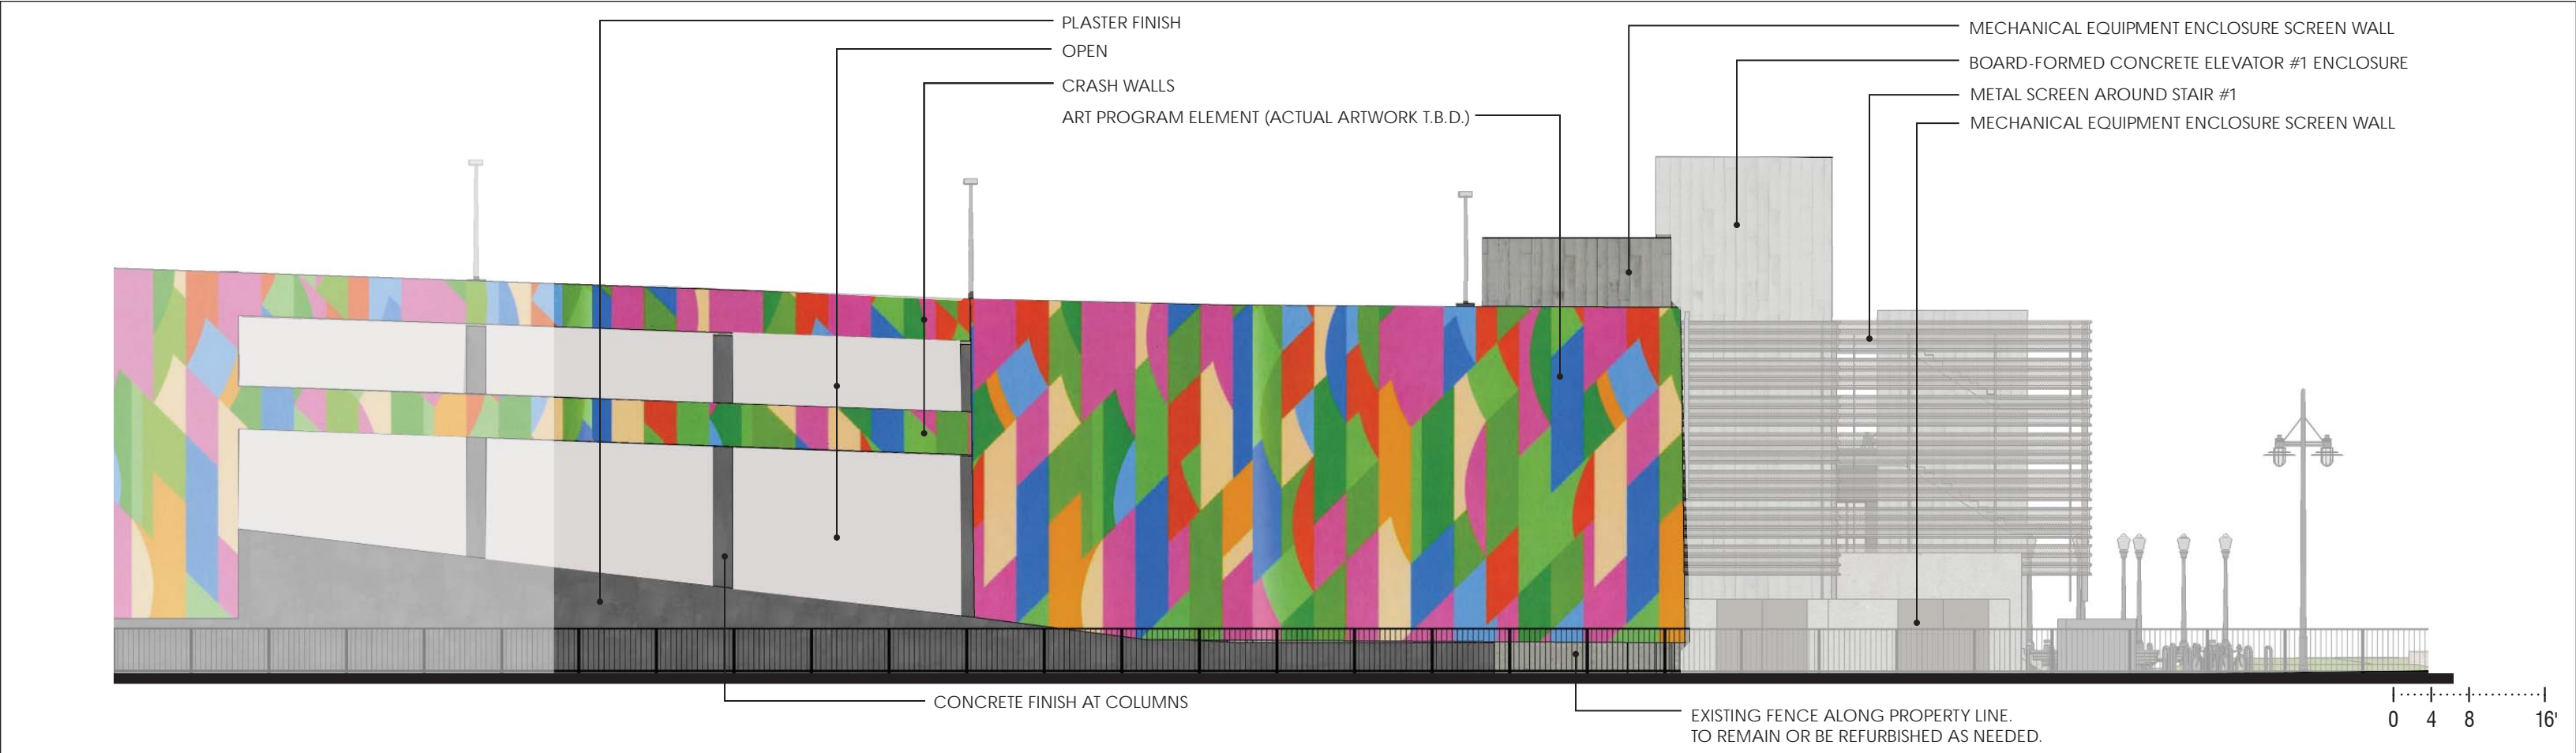 PLASTER FINISH
OPEN
CRASH WALLS
ART PROGRAM ELEMENT (ACTUAL ARTWORK T.B.D.)
MECHANICAL EQUIPMENT ENCLOSURE SCREEN WALL
BOARD-FORMED CONCRETE ELEVATOR #1 ENCLOSURE
METAL SCREEN AROUND STAIR #1
MECHANICAL EQUIPMENT ENCLOSURE SCREEN WALL
CONCRETE FINISH AT COLUMNS
EXISTING FENCE ALONG PROPERTY LINE.
TO REMAIN OR BE REFURBISHED AS NEEDED.
0 4 8 16'